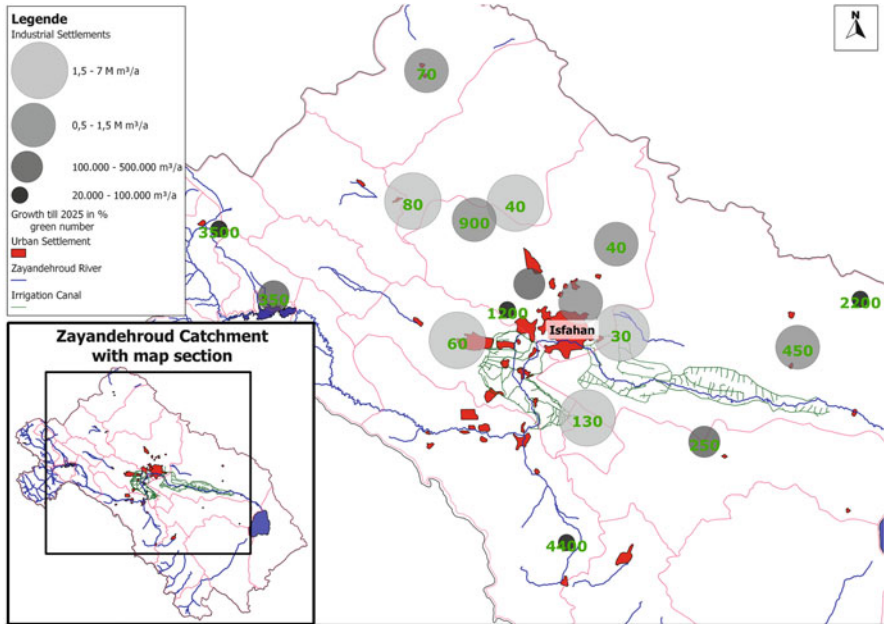 Legende
Industrial Settlements
1,5 - 7 M m³/a
0,5 - 1,5 M m³/a
100.000 - 500.000 m³/a
20.000 - 100.000 m³/a
Growth till 2025 in %
green number
Urban Settlement
Zayandehroud River
Irrigation Canal
N
70
80
900
40
3500
40
1200
2200
Isfahan
60
30
450
130
250
4400
Zayandehroud Catchment
with map section